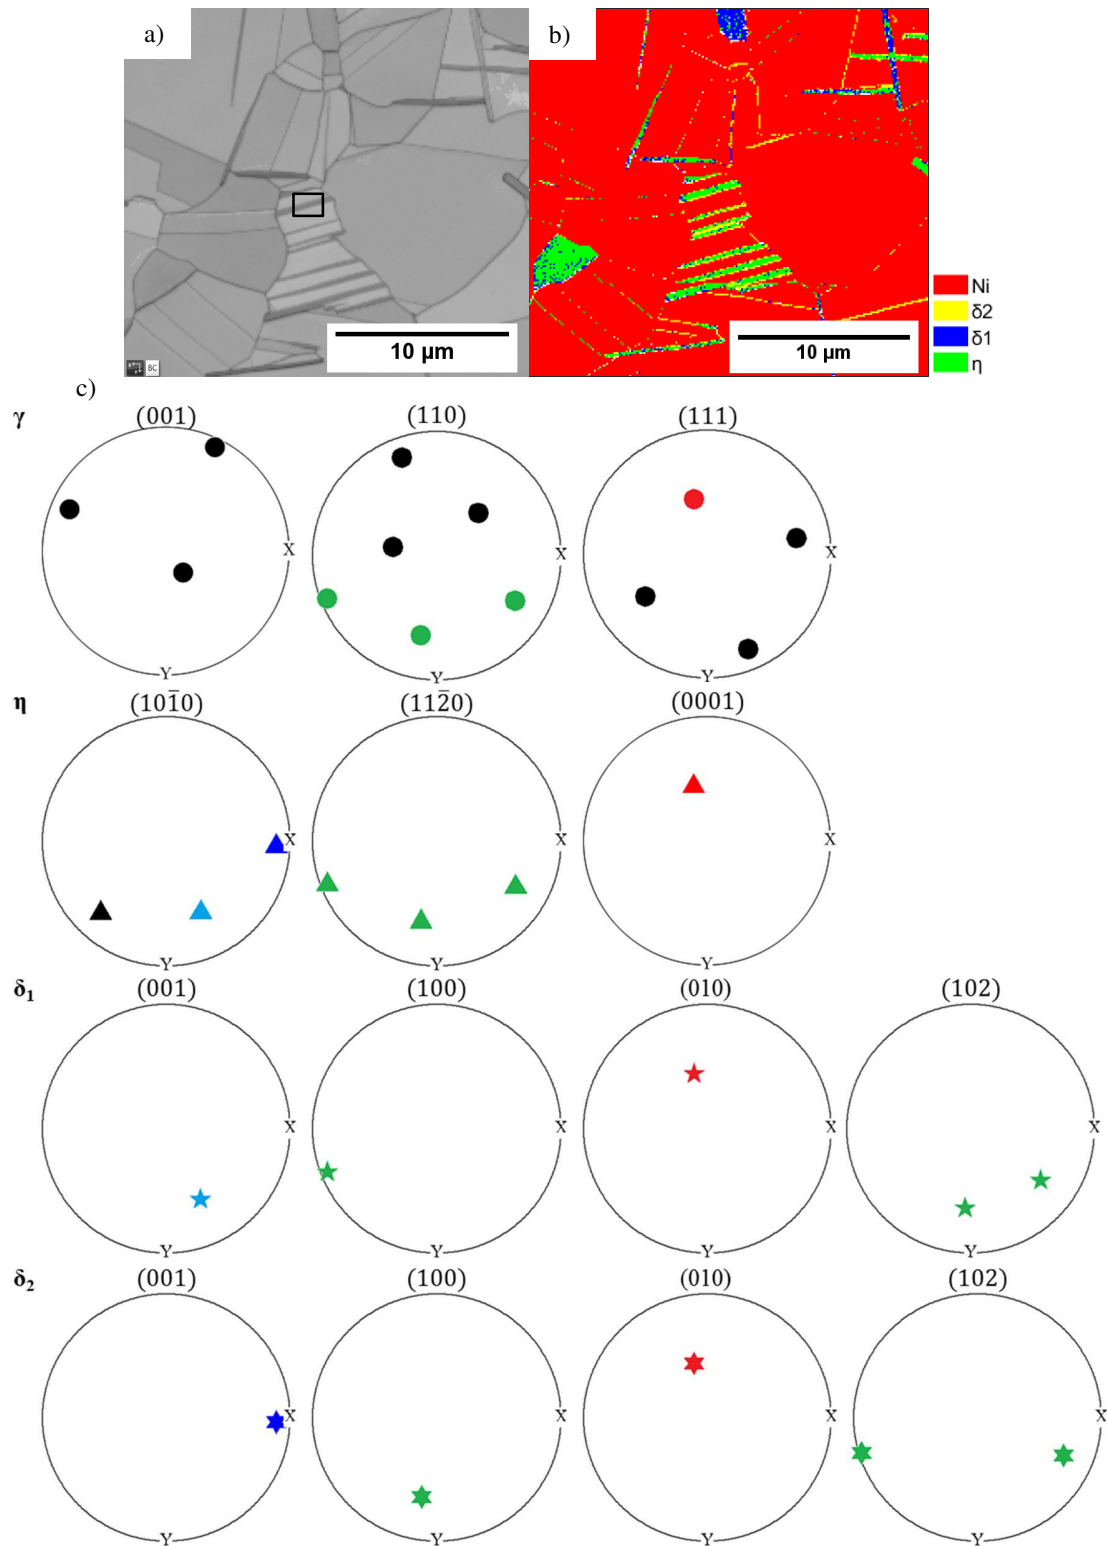 a)
b)
BC
10 μm
10 μm
Ni
δ2
δ1
η
c)
γ
(001)
(110)
(111)
X
X
X
Y
Y
Y
η
(101̅0)
(112̅0)
(0001)
X
X
X
Y
Y
Y
δ₁
(001)
(100)
(010)
(102)
X
X
X
X
Y
Y
Y
Y
δ₂
(001)
(100)
(010)
(102)
X
X
X
X
Y
Y
Y
Y